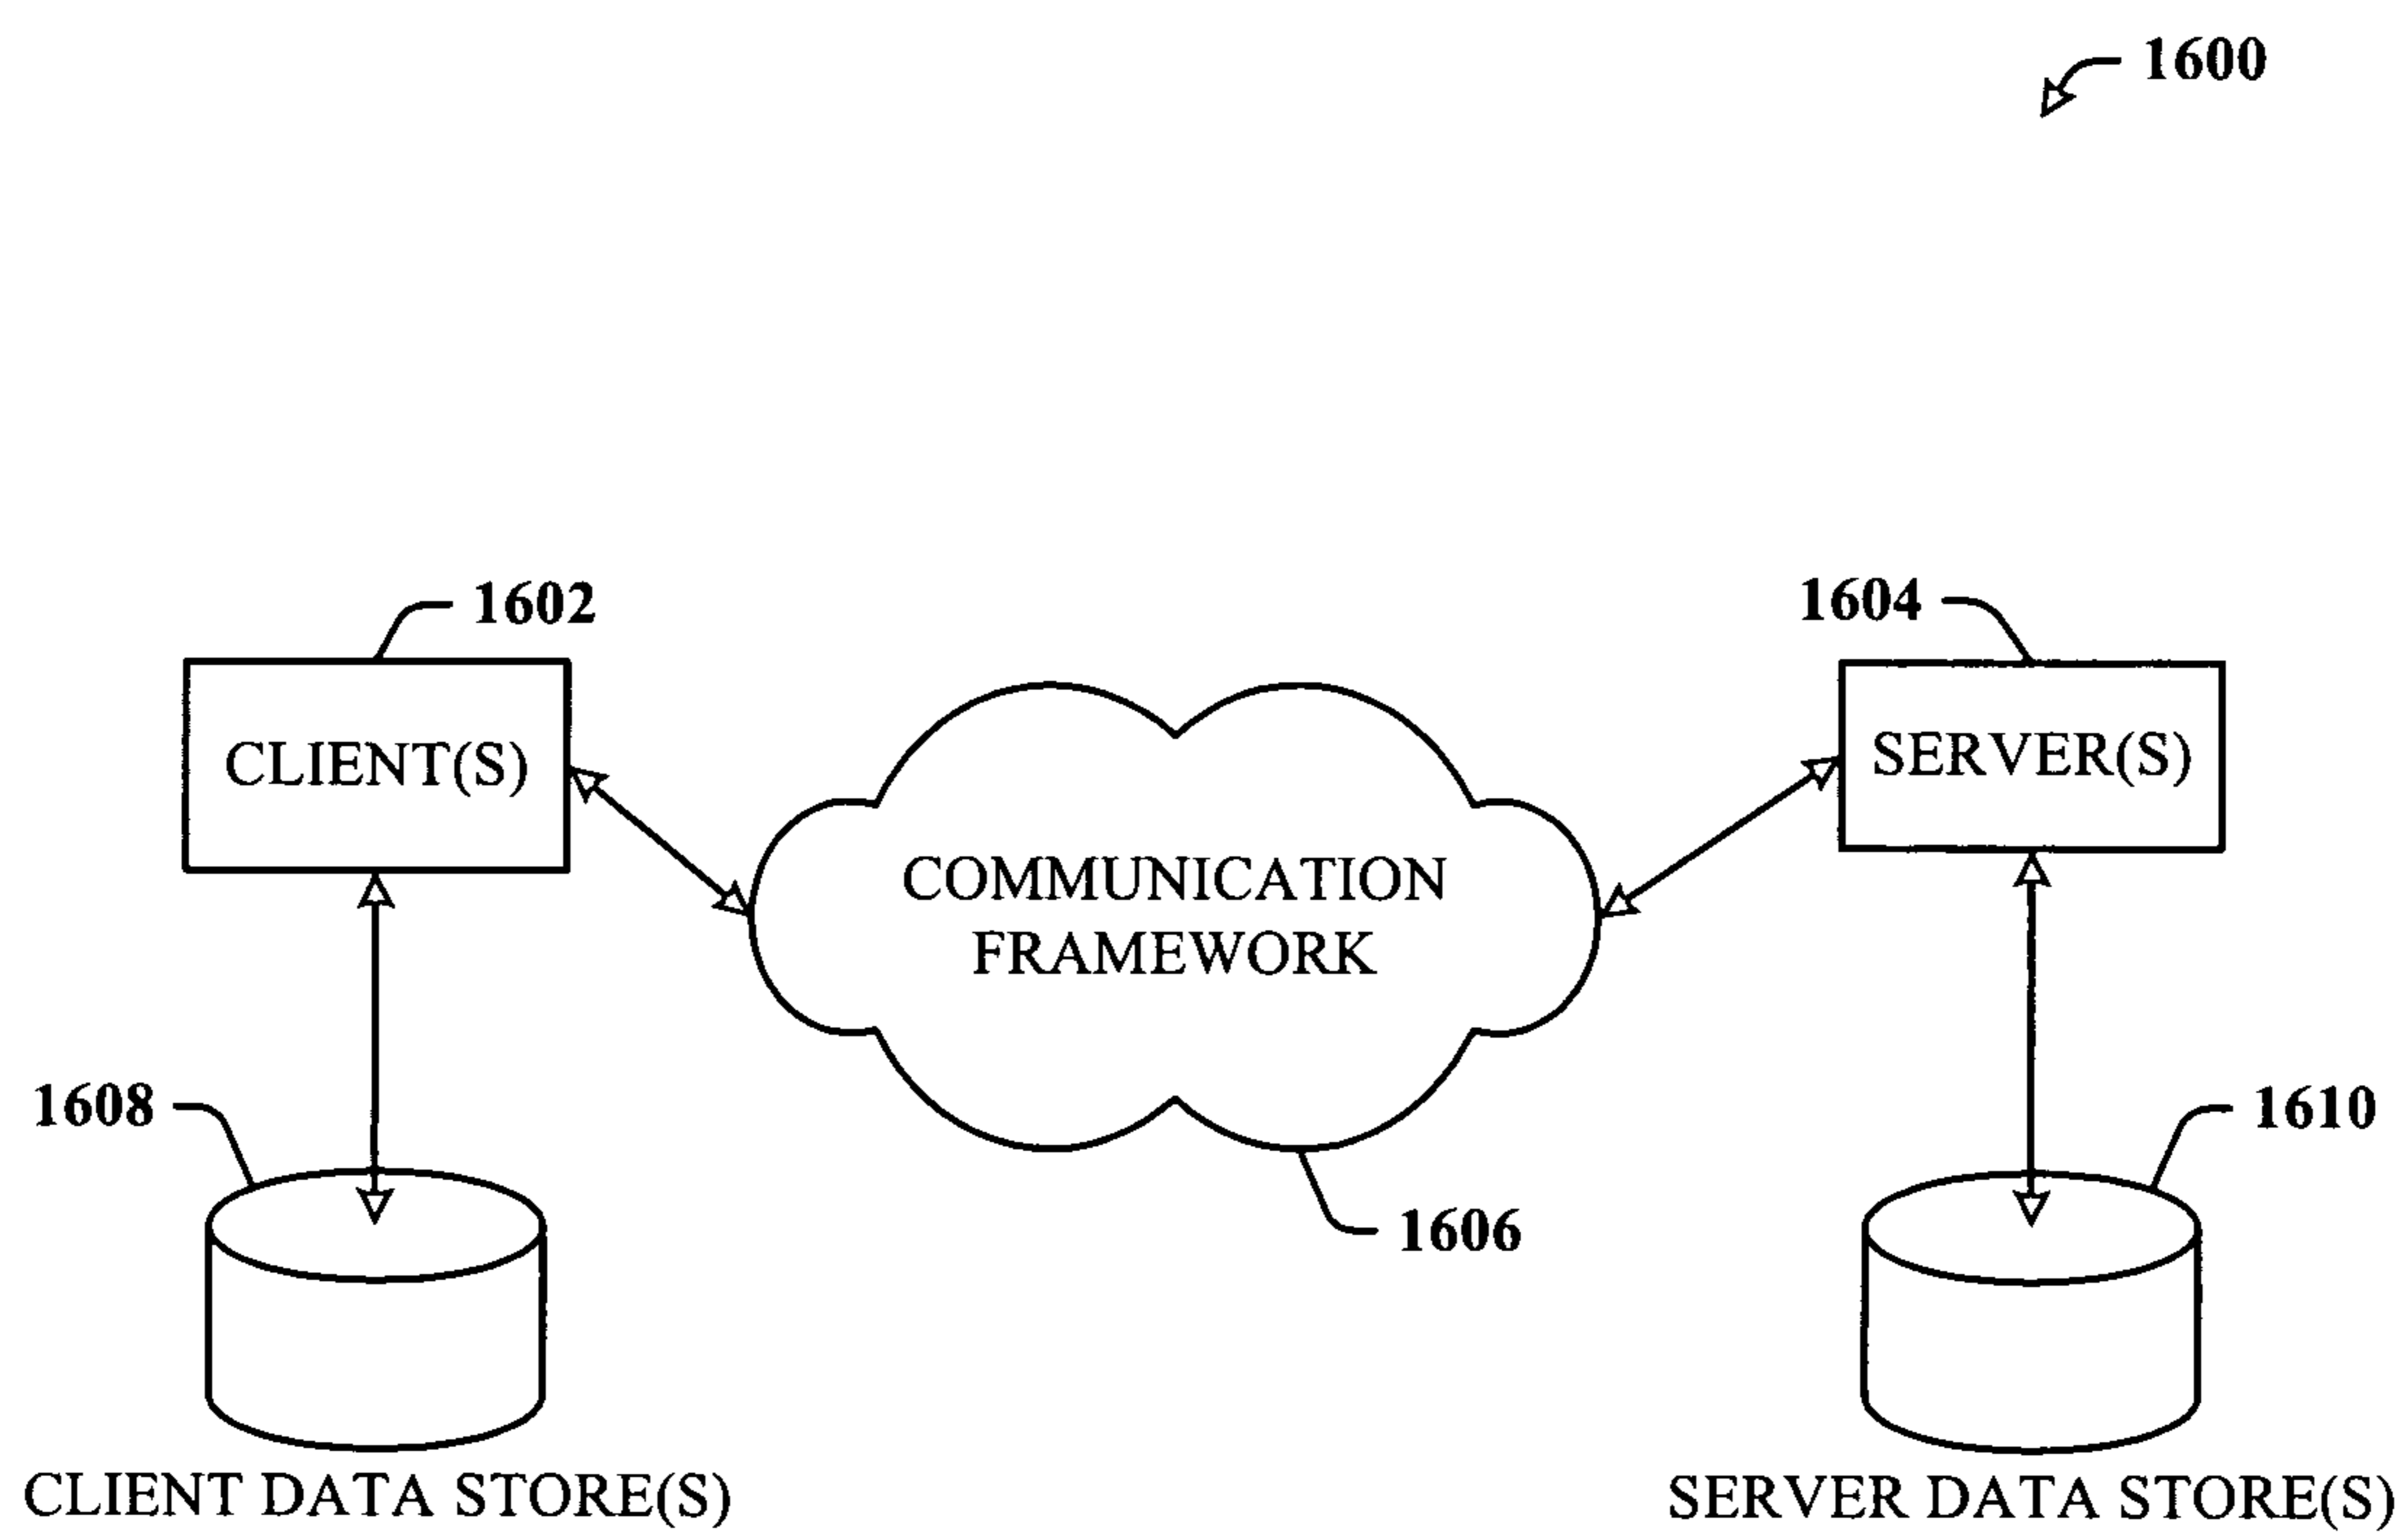 1600
1602
1604
CLIENT(S)
SERVER(S)
COMMUNICATION
FRAMEWORK
1608
1610
1606
CLIENT DATA STORE(S)
SERVER DATA STORE(S)